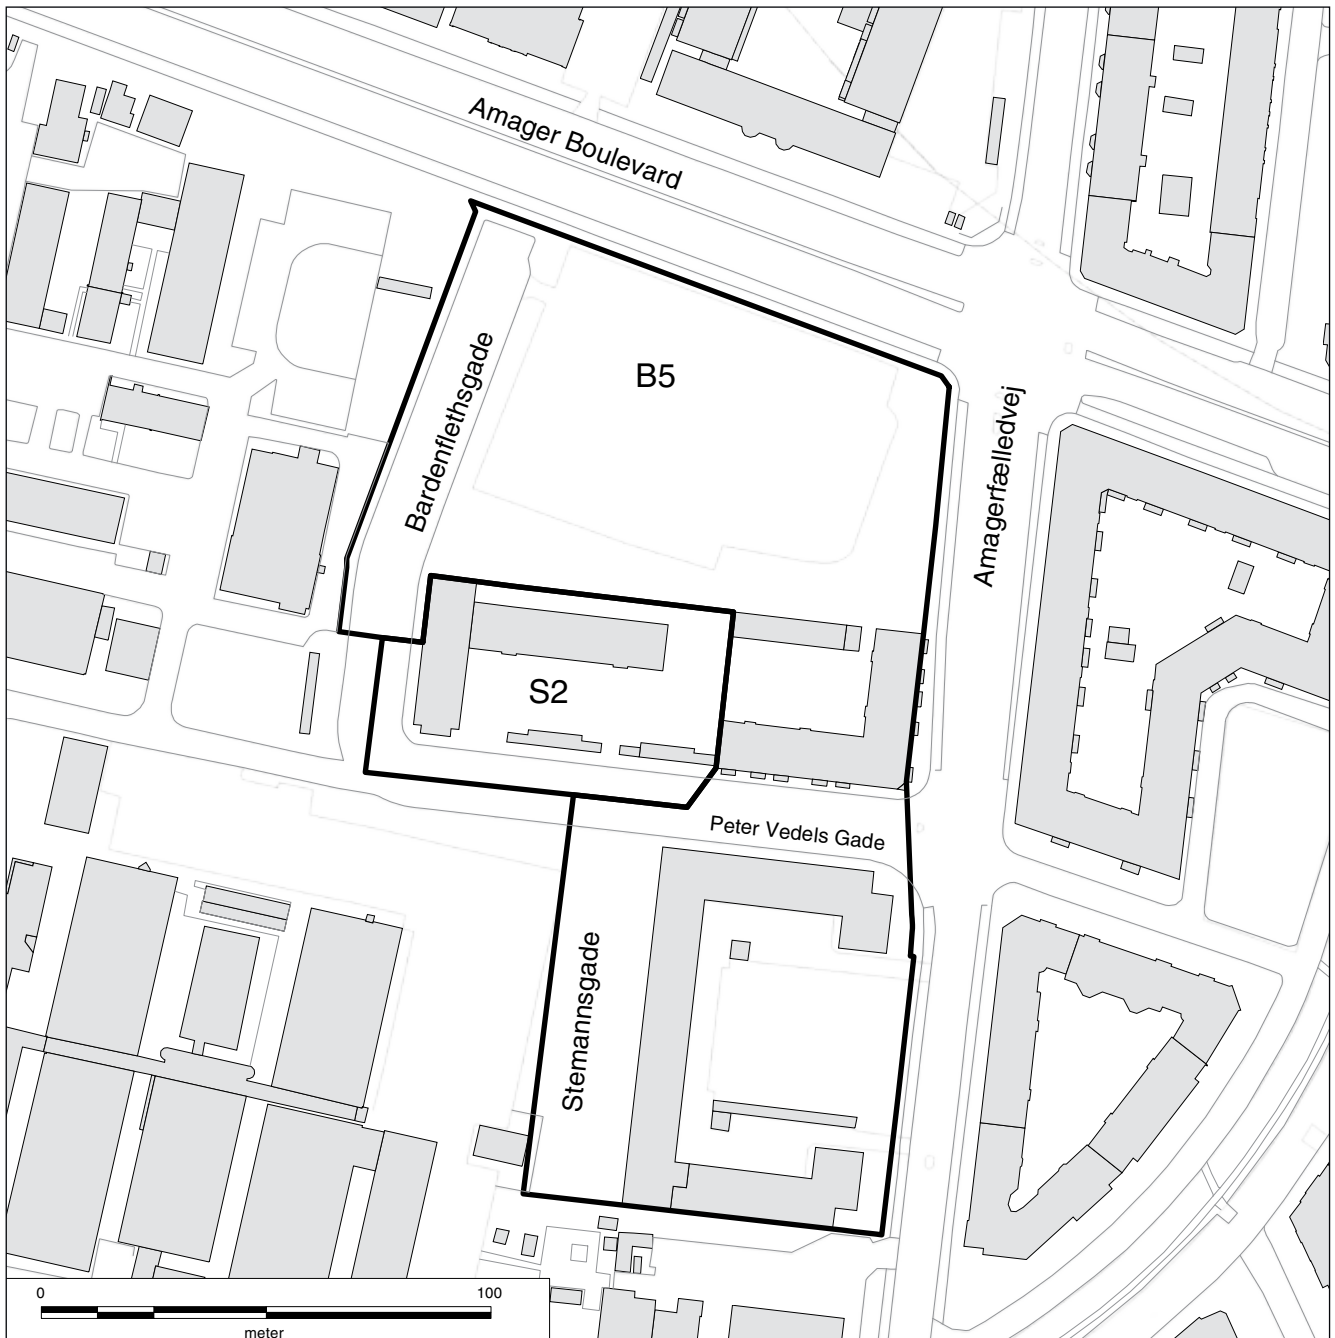 Amager Boulevard
B5
Bardenflethsgade
Amagerfælledvej
S2
Peter Vedels Gade
Stemannsgade
0 100
meter